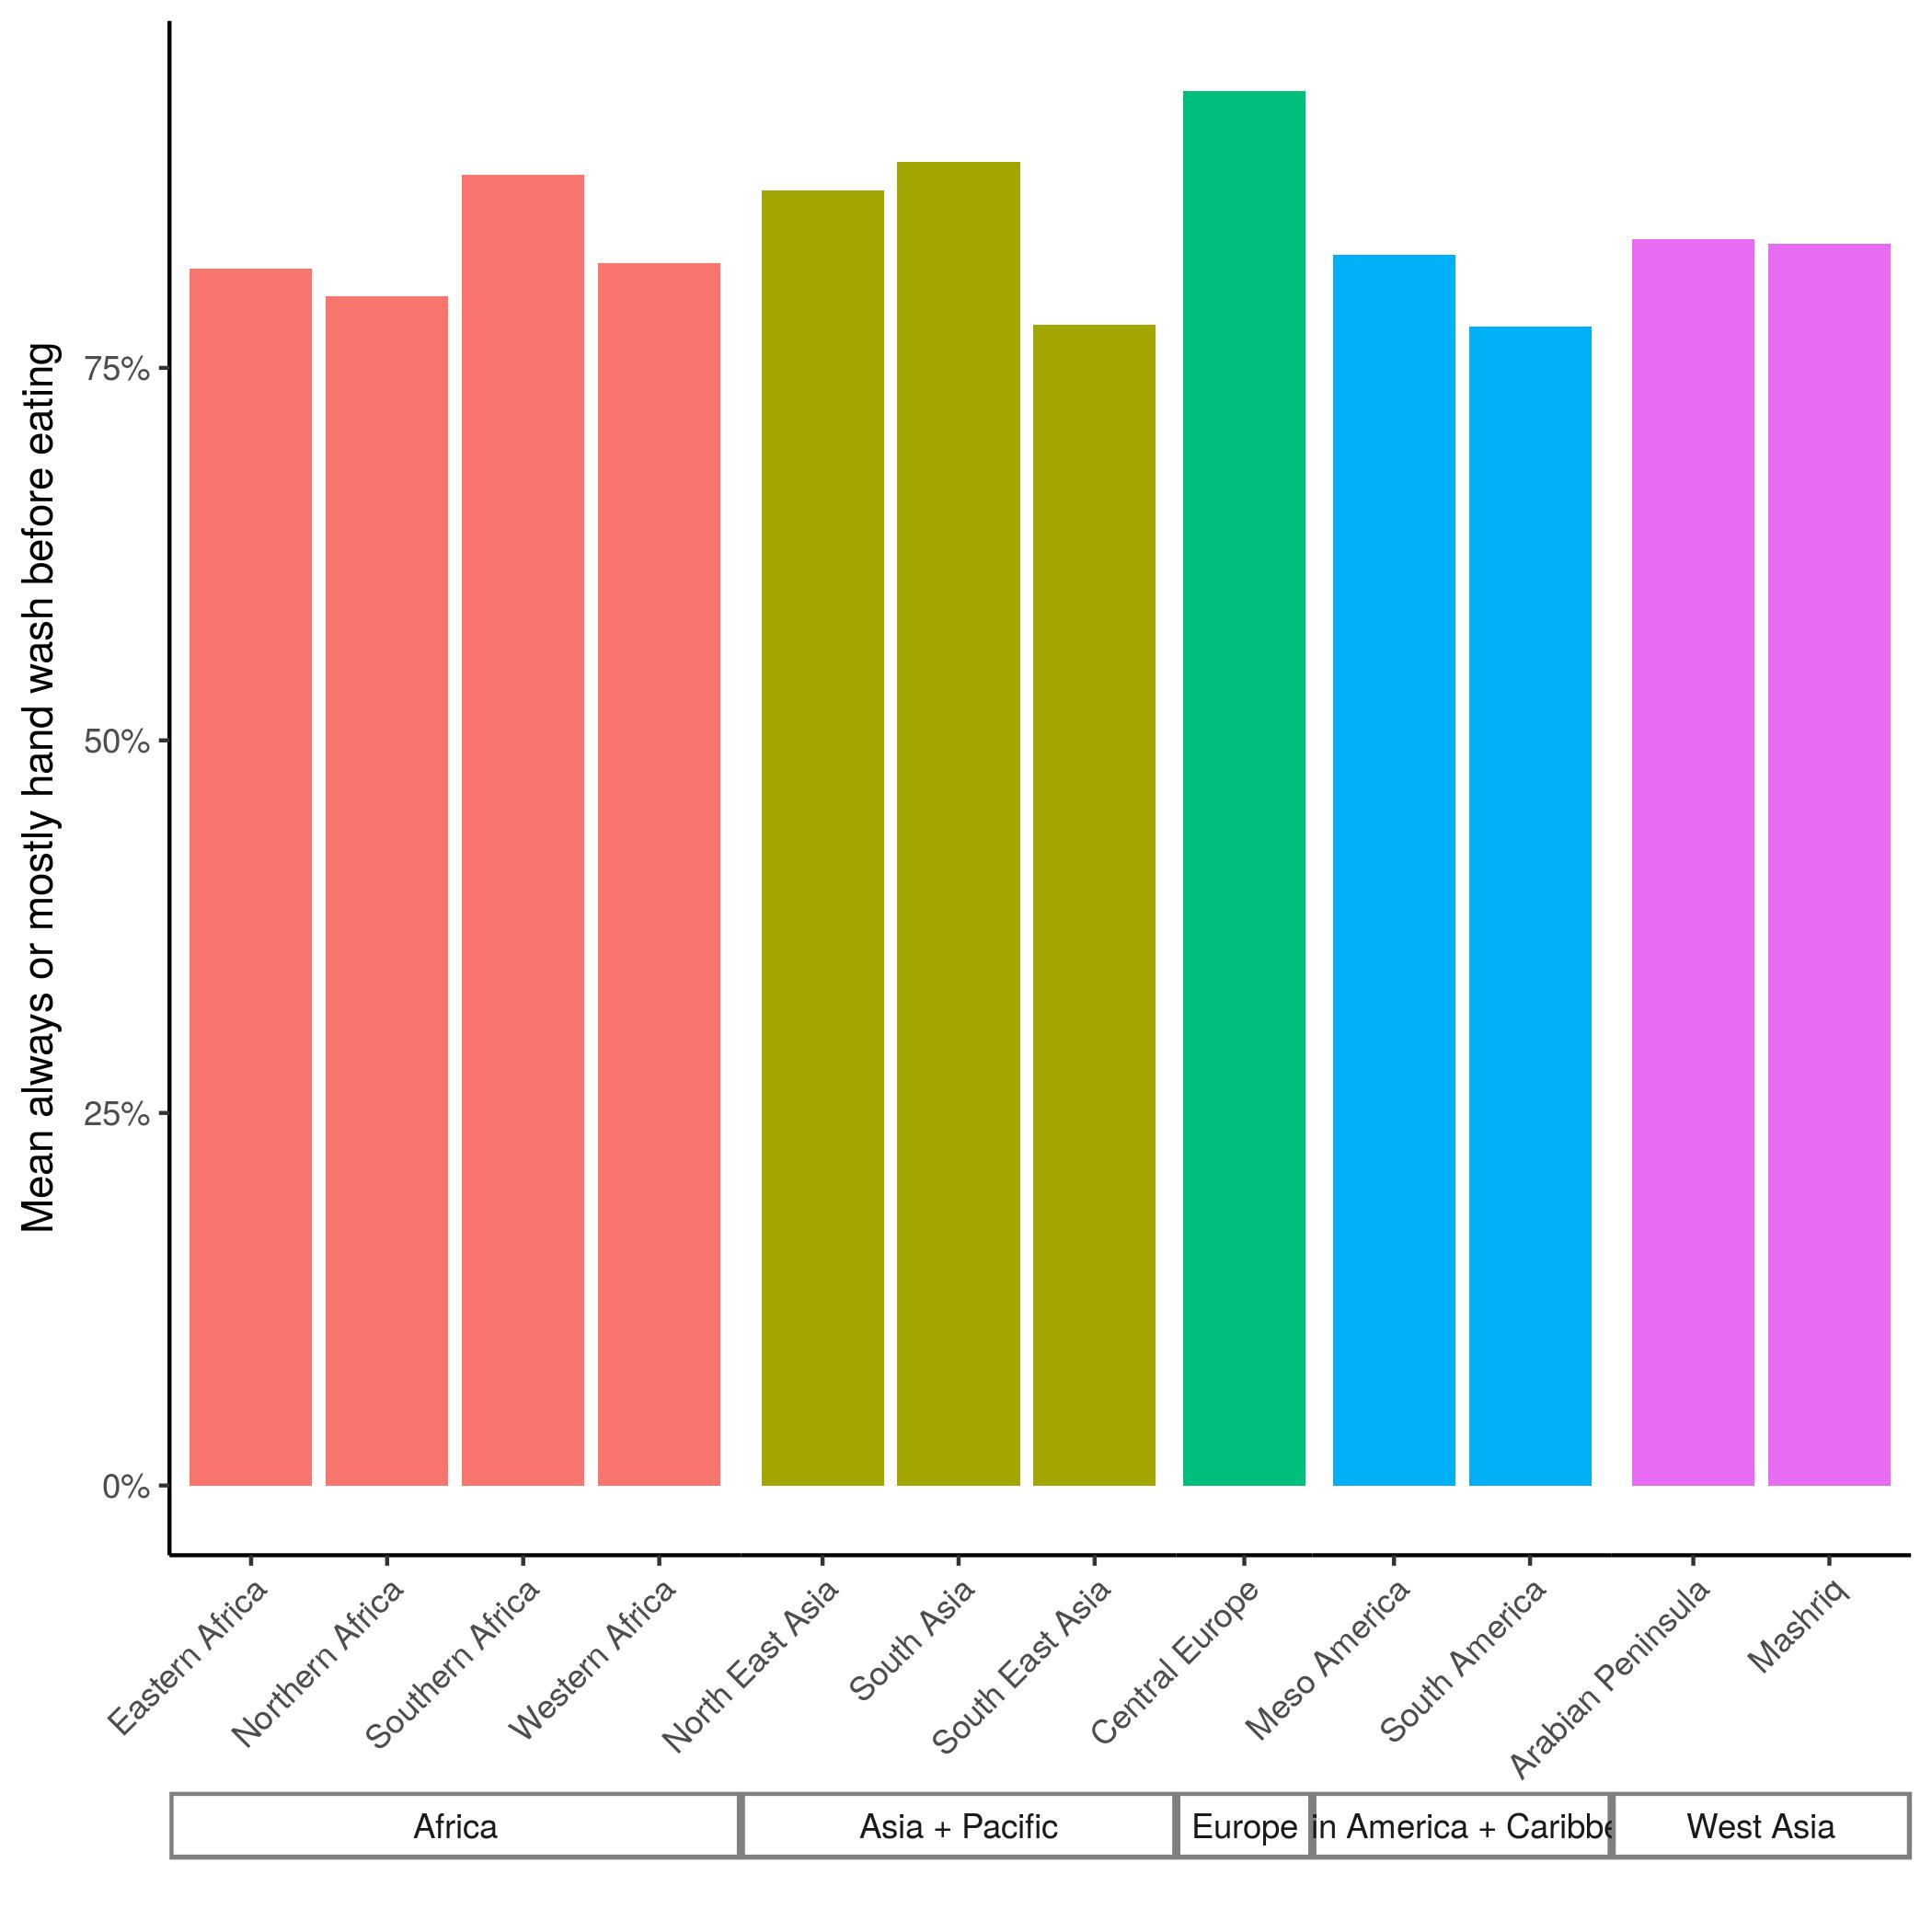 Mean always or mostly hand wash before eating
75%
50%
25%
0%
Eastern Africa
Northern Africa
Southern Africa
Western Africa
North East Asia
South Asia
South East Asia
Central Europe
Meso America
South America
Arabian Peninsula
Mashriq
Africa
Asia + Pacific
Europe
in America + Caribbe
West Asia